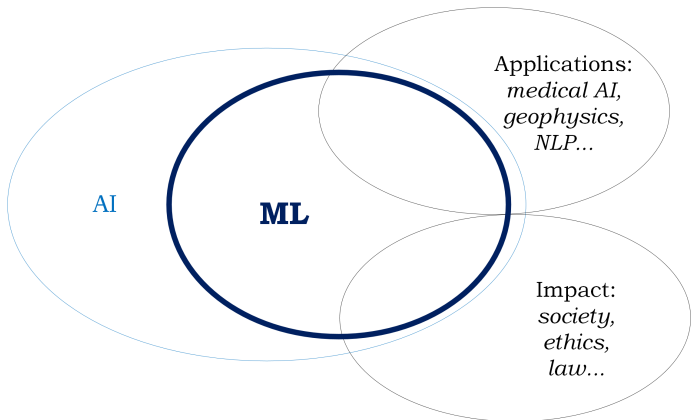 Applications:
medical AI,
geophysics,
NLP...
AI
ML
Impact:
society,
ethics,
law...